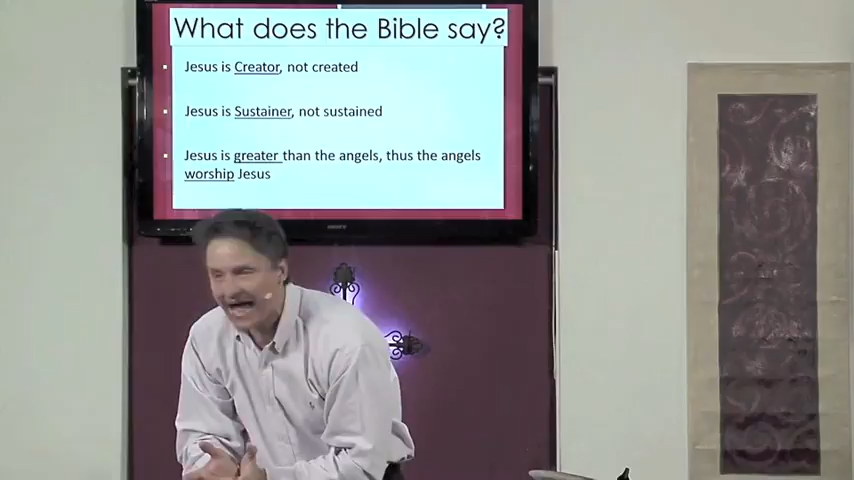 What does the Bible say?
Jesus is Creator, not created
Jesus is Sustainer, not sustained
Jesus is greater than the angels, thus the angels
worship Jesus